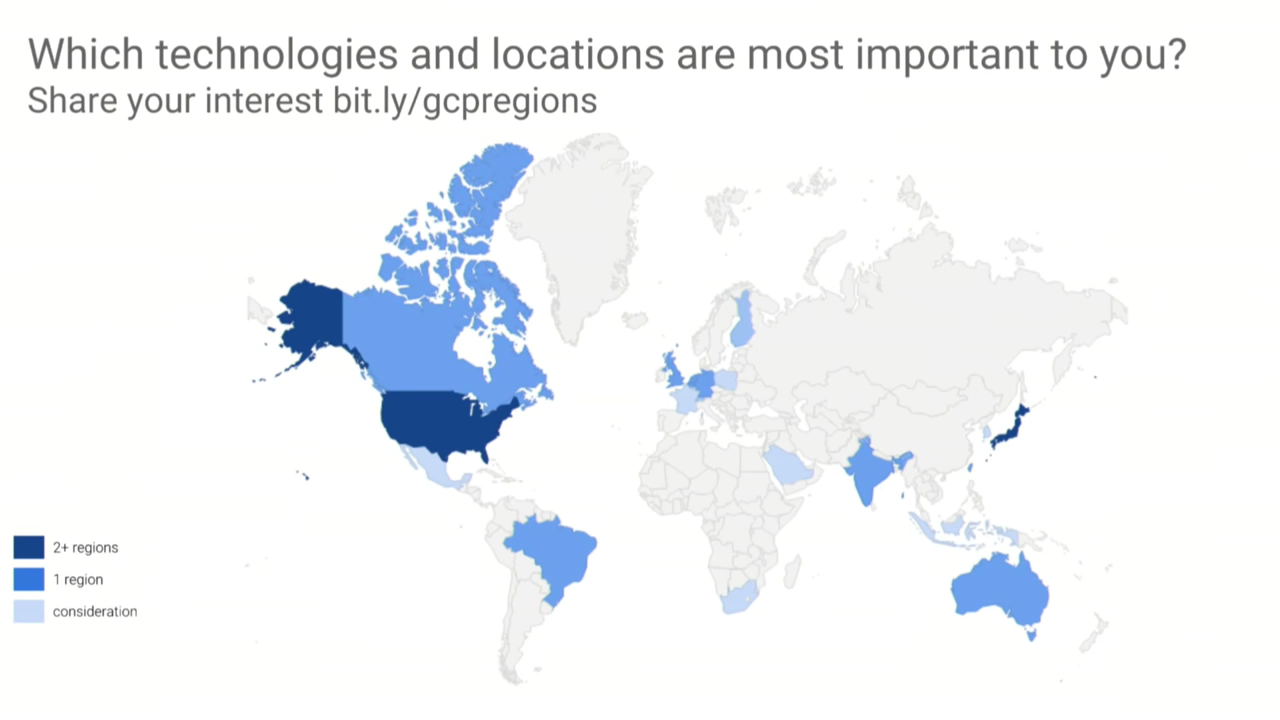 Which technologies and locations are most important to you?
Share your interest bit.ly/gcpregions
2+ regions
1 region
consideration